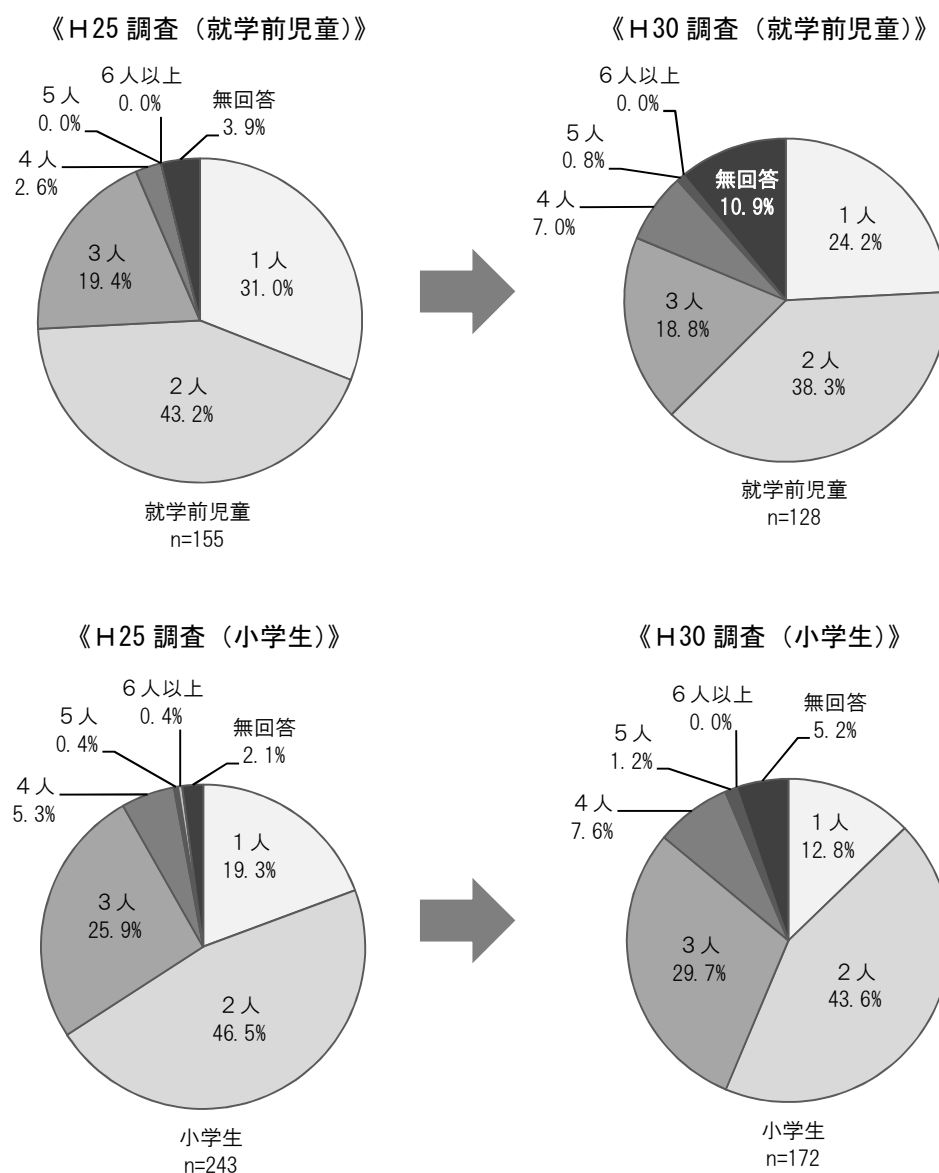 《Ｈ25 調査（就学前児童）》
６人以上
0.0%
５人
0.0%
無回答
3.9%
４人
2.6%
３人
19.4%
１人
31.0%
２人
43.2%
就学前児童
n=155
《Ｈ30 調査（就学前児童）》
６人以上
0.0%
５人
0.8%
４人
7.0%
無回答
10.9%
１人
24.2%
３人
18.8%
２人
38.3%
就学前児童
n=128
《Ｈ25 調査（小学生）》
６人以上
0.4%
５人
0.4%
無回答
2.1%
４人
5.3%
１人
19.3%
３人
25.9%
２人
46.5%
小学生
n=243
《Ｈ30 調査（小学生）》
６人以上
0.0%
無回答
5.2%
５人
1.2%
４人
7.6%
１人
12.8%
３人
29.7%
２人
43.6%
小学生
n=172